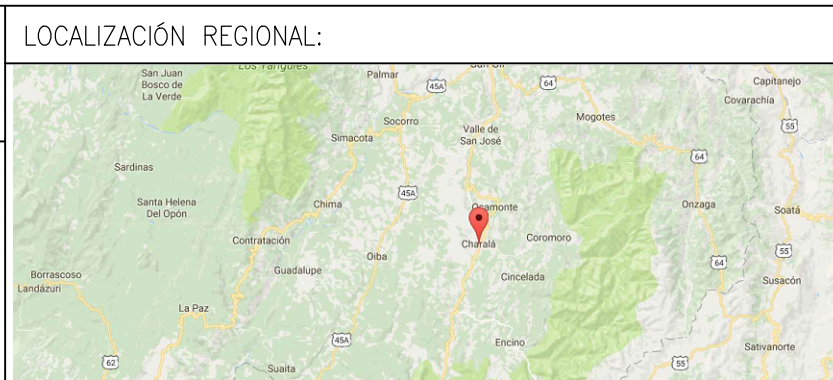 LOCALIZACIÓN REGIONAL:
Los Yariguíes
San Gil
San Juan
Bosco de
La Verde
Palmar
45A
64
Capitanejo
Covarachía
Socorro
Mogotes
55
Simacota
Valle de
San José
64
Sardinas
45A
Santa Helena
Del Opón
Chima
Ocamonte
Onzaga
Soatá
Contratación
Charalá
Coromoro
55
Oiba
64
Borrascoso
Landázuri
Guadalupe
Cincelada
Susacón
La Paz
45A
Encino
Sativanorte
62
Suaita
55